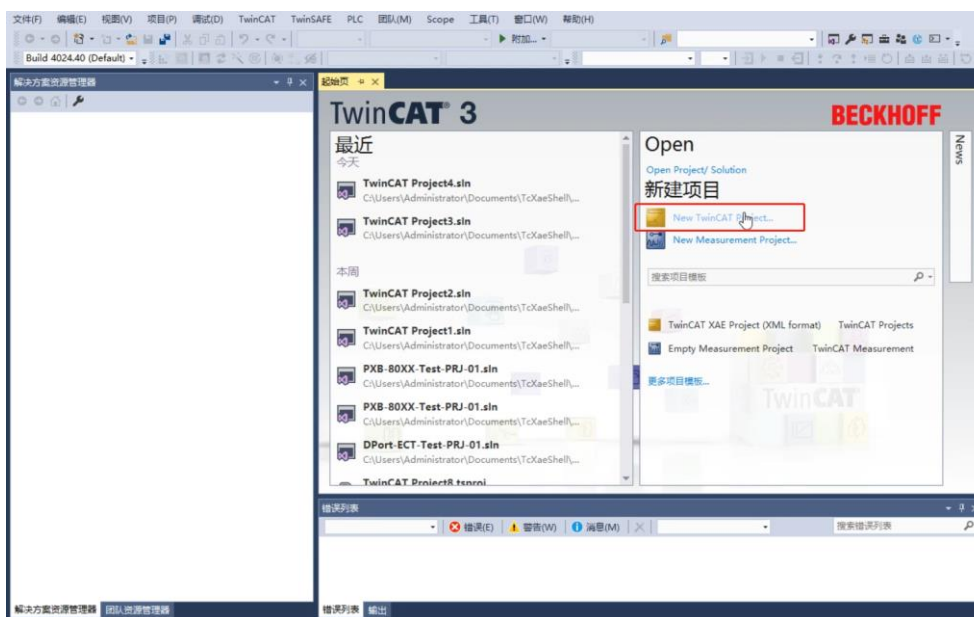 文件(F) 编辑(E) 视图(V) 项目(P) 调试(D) TwinCAT TwinSAFE PLC 团队(M) Scope 工具(T) 窗口(W) 帮助(H)
附加...
Build 4024.40 (Default)
解决方案资源管理器
起始页
TwinCAT 3
BECKHOFF
最近
今天
TwinCAT Project4.sln
C:\Users\Administrator\Documents\TcXaeShell\...
TwinCAT Project3.sln
C:\Users\Administrator\Documents\TcXaeShell\...
本周
TwinCAT Project2.sln
C:\Users\Administrator\Documents\TcXaeShell\...
TwinCAT Project1.sln
C:\Users\Administrator\Documents\TcXaeShell\...
PXB-80XX-Test-PRJ-01.sln
C:\Users\Administrator\Documents\TcXaeShell\...
PXB-80XX-Test-PRJ-01.sln
C:\Users\Administrator\Documents\TcXaeShell\...
DPort-ECT-Test-PRJ-01.sln
C:\Users\Administrator\Documents\TcXaeShell\...
TwinCAT Project8.tsproj
Open
Open Project/ Solution
新建项目
New TwinCAT Project...
New Measurement Project...
搜索项目模板
TwinCAT XAE Project (XML format) TwinCAT Projects
Empty Measurement Project TwinCAT Measurement
更多项目模板...
TwinCAT
News
错误列表
错误(E) 警告(W) 消息(M)
搜索错误列表
解决方案资源管理器 团队资源管理器
错误列表 输出